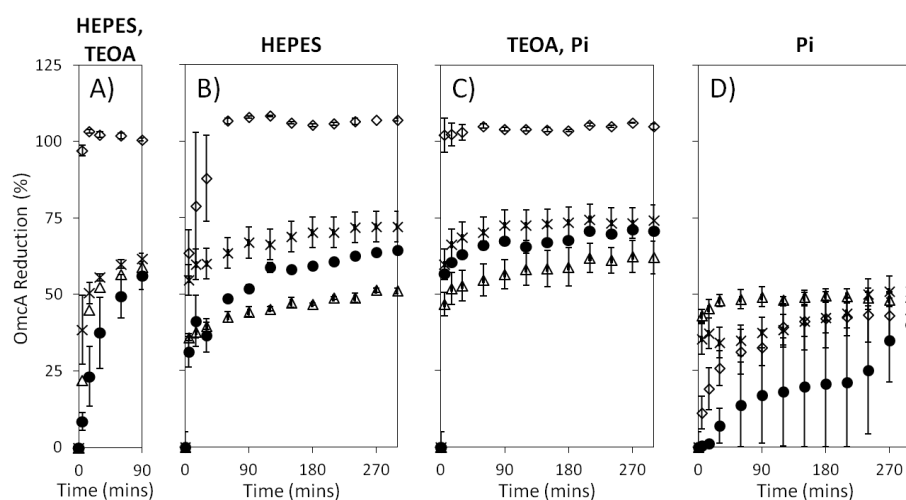 HEPES,
TEOA
HEPES
TEOA, Pi
Pi
OmcA Reduction (%)
125
100
75
50
25
0
A)
B)
C)
D)
0 90
0 90 180 270
0 90 180 270
0 90 180 270
Time (mins)
Time (mins)
Time (mins)
Time (mins)